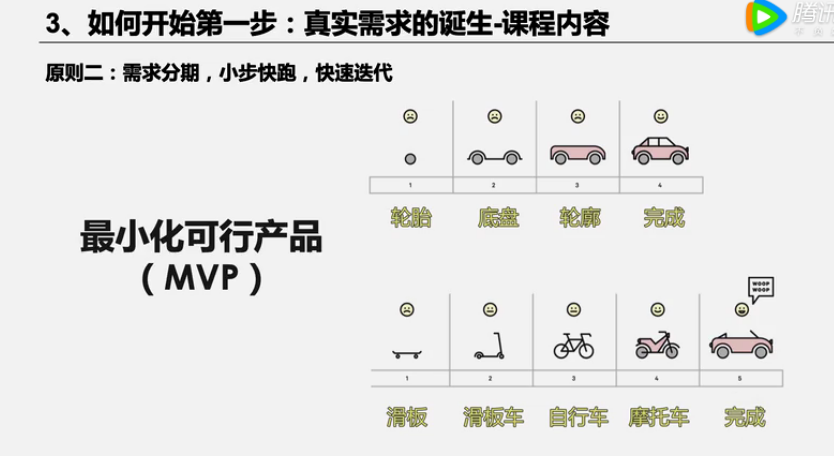 3、如何开始第一步：真实需求的诞生-课程内容
腾讯
原则二：需求分期，小步快跑，快速迭代
1 2 3 4
轮胎 底盘 轮廓 完成
最小化可行产品
（MVP）
WOOP
WOOP
1 2 3 4 5
滑板 滑板车 自行车 摩托车 完成